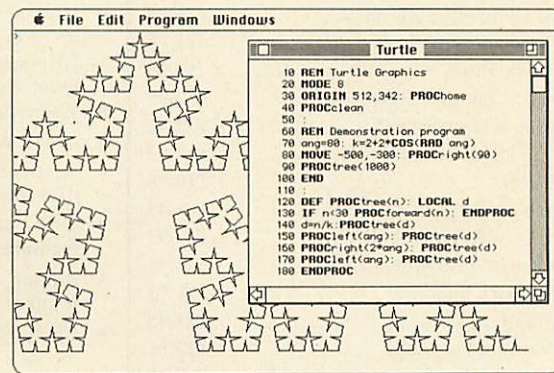 File Edit Program Windows
Turtle
10 REM Turtle Graphics
20 MODE 8
30 ORIGIN 512,342: PROChome
40 PROCclean
50 :
60 REM Demonstration program
70 ang=80: k=2+2*COS(RAD ang)
80 MOVE -500,-300: PROCright(90)
90 PROCtree(1000)
100 END
110 :
120 DEF PROCtree(n): LOCAL d
130 IF n<30 PROCforward(n): ENDPROC
140 d=n/k:PROCtree(d)
150 PROCleft(ang): PROCtree(d)
160 PROCright(2*ang): PROCtree(d)
170 PROCleft(ang): PROCtree(d)
180 ENDPROC